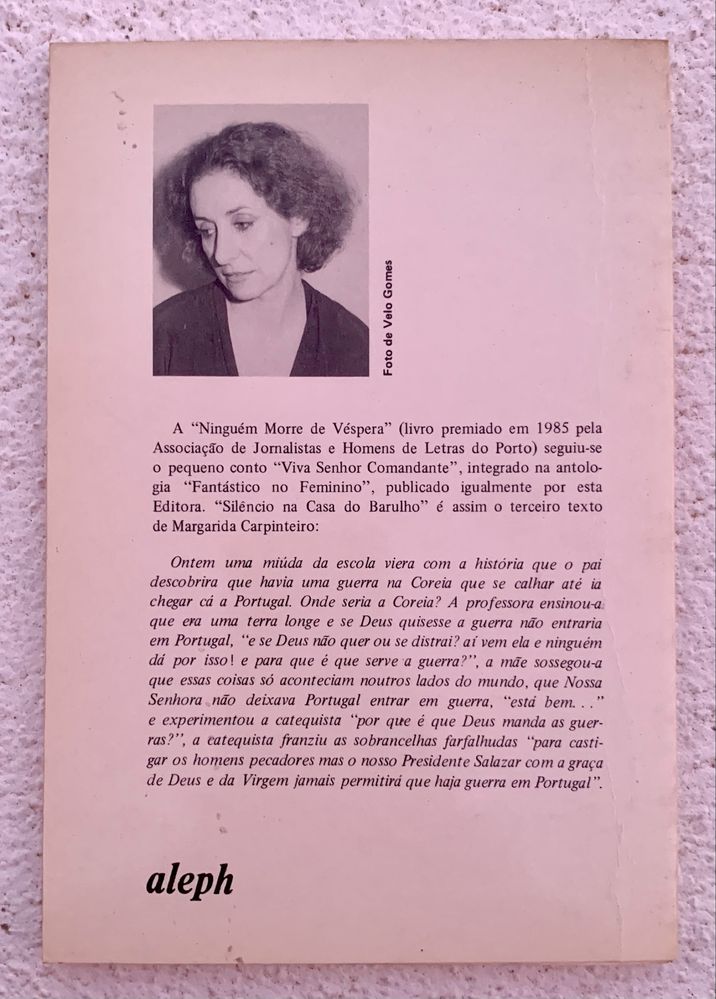 Foto de Velo Gomes
A “Ninguém Morre de Véspera” (livro premiado em 1985 pela
Associação de Jornalistas e Homens de Letras do Porto) seguiu-se
o pequeno conto “Viva Senhor Comandante”, integrado na antolo-
gia “Fantástico no Feminino”, publicado igualmente por esta
Editora. “Silêncio na Casa do Barulho” é assim o terceiro texto
de Margarida Carpinteiro:
Ontem uma miúda da escola viera com a história que o pai
descobrira que havia uma guerra na Coreia que se calhar até ia
chegar cá a Portugal. Onde seria a Coreia? A professora ensinou-a
que era uma terra longe e se Deus quisesse a guerra não entraria
em Portugal, “e se Deus não quer ou se distrai? aí vem ela e ninguém
dá por isso! e para que é que serve a guerra?”, a mãe sossegou-a
que essas coisas só aconteciam noutros lados do mundo, que Nossa
Senhora não deixava Portugal entrar em guerra, “está bem...”
e experimentou a catequista “por que é que Deus manda as guer-
ras?”, a catequista franziu as sobrancelhas farfalhudas “para casti-
gar os homens pecadores mas o nosso Presidente Salazar com a graça
de Deus e da Virgem jamais permitirá que haja guerra em Portugal”.
aleph